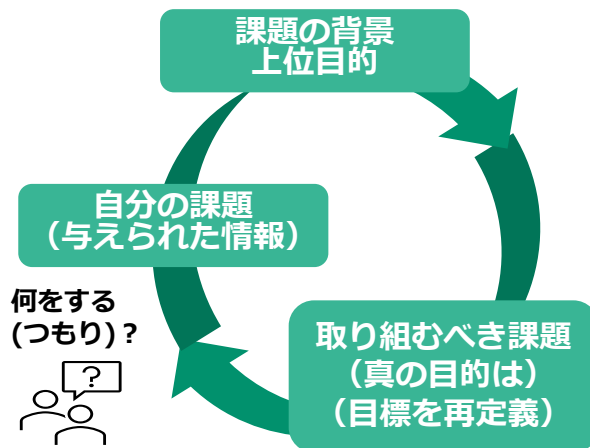 課題の背景
上位目的
自分の課題
（与えられた情報）
何をする
(つもり)？
?
取り組むべき課題
（真の目的は）
（目標を再定義）